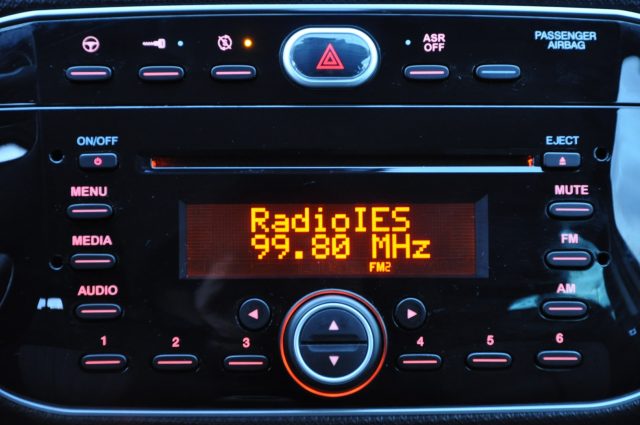 ASR
OFF
PASSENGER
AIRBAG
ON/OFF
EJECT
MENU
MUTE
RadioIES
99.80 MHz
FM2
MEDIA
FM
AUDIO
AM
1
2
3
4
5
6